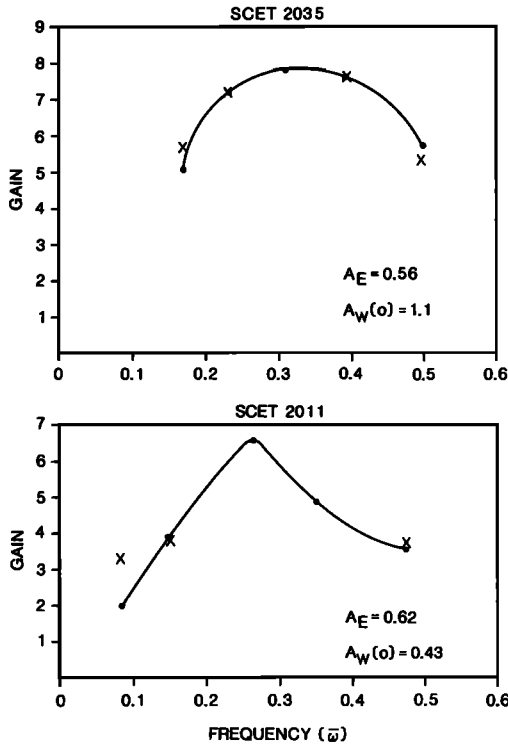 SCET 2035
9
8
7
6
5
4
3
2
1
GAIN
A_E = 0.56
A_W(o) = 1.1
0 0.1 0.2 0.3 0.4 0.5 0.6
SCET 2011
7
6
5
4
3
2
1
GAIN
A_E = 0.62
A_W(o) = 0.43
0 0.1 0.2 0.3 0.4 0.5 0.6
FREQUENCY (ω̅)